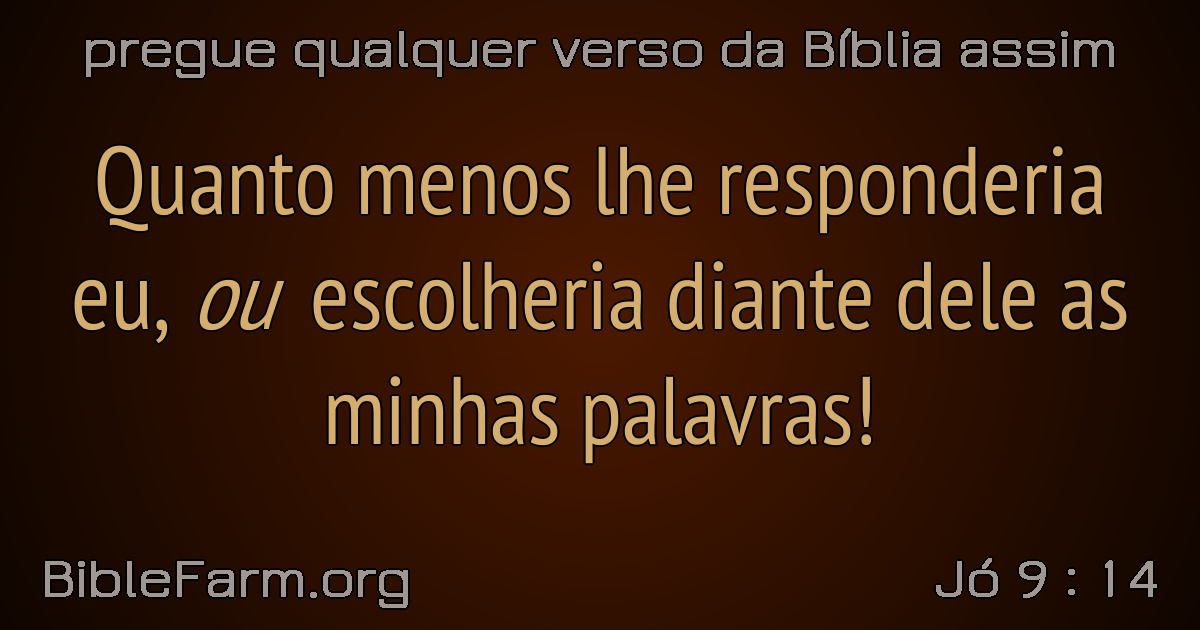 pregue qualquer verso da Bíblia assim
Quanto menos lhe responderia
eu, ou escolheria diante dele as
minhas palavras!
BibleFarm.org
Jó 9 : 14